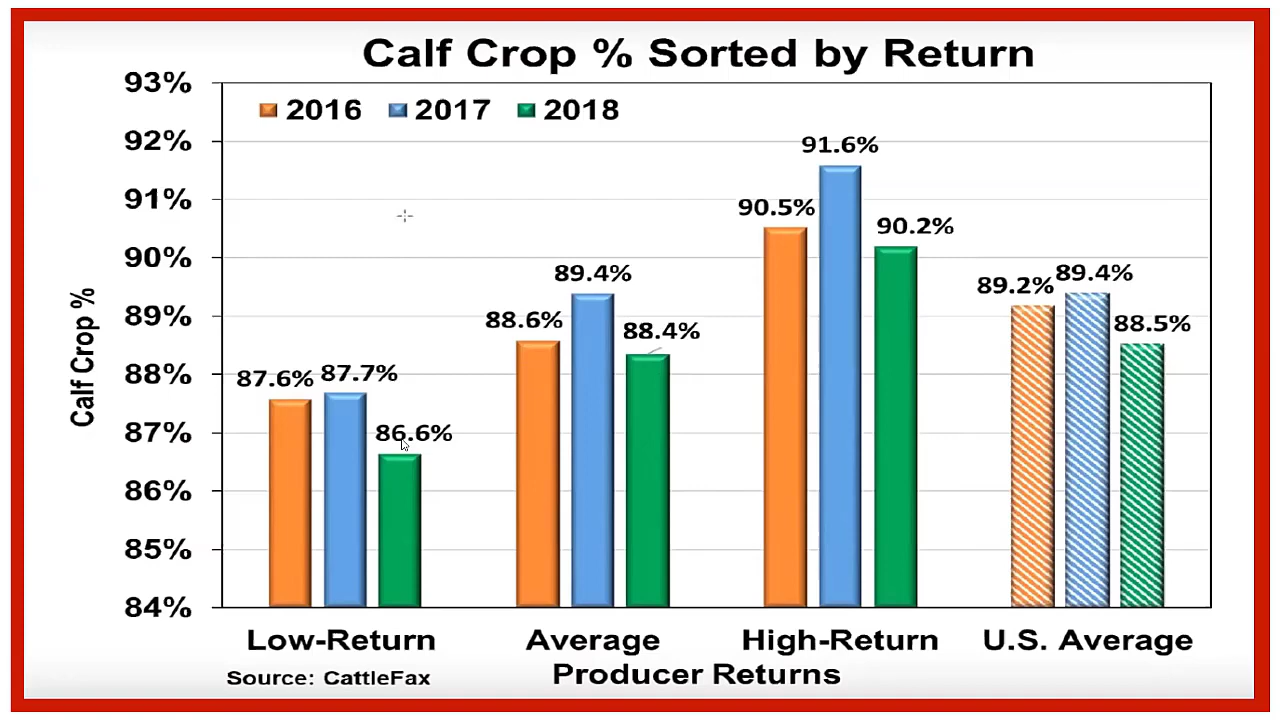 Calf Crop % Sorted by Return
93%
92%
91%
90%
89%
88%
87%
86%
85%
84%
Calf Crop %
2016 2017 2018
87.6% 87.7% 86.6%
88.6% 89.4% 88.4%
90.5% 91.6% 90.2%
89.2% 89.4% 88.5%
Low-Return Average High-Return U.S. Average
Producer Returns
Source: CattleFax